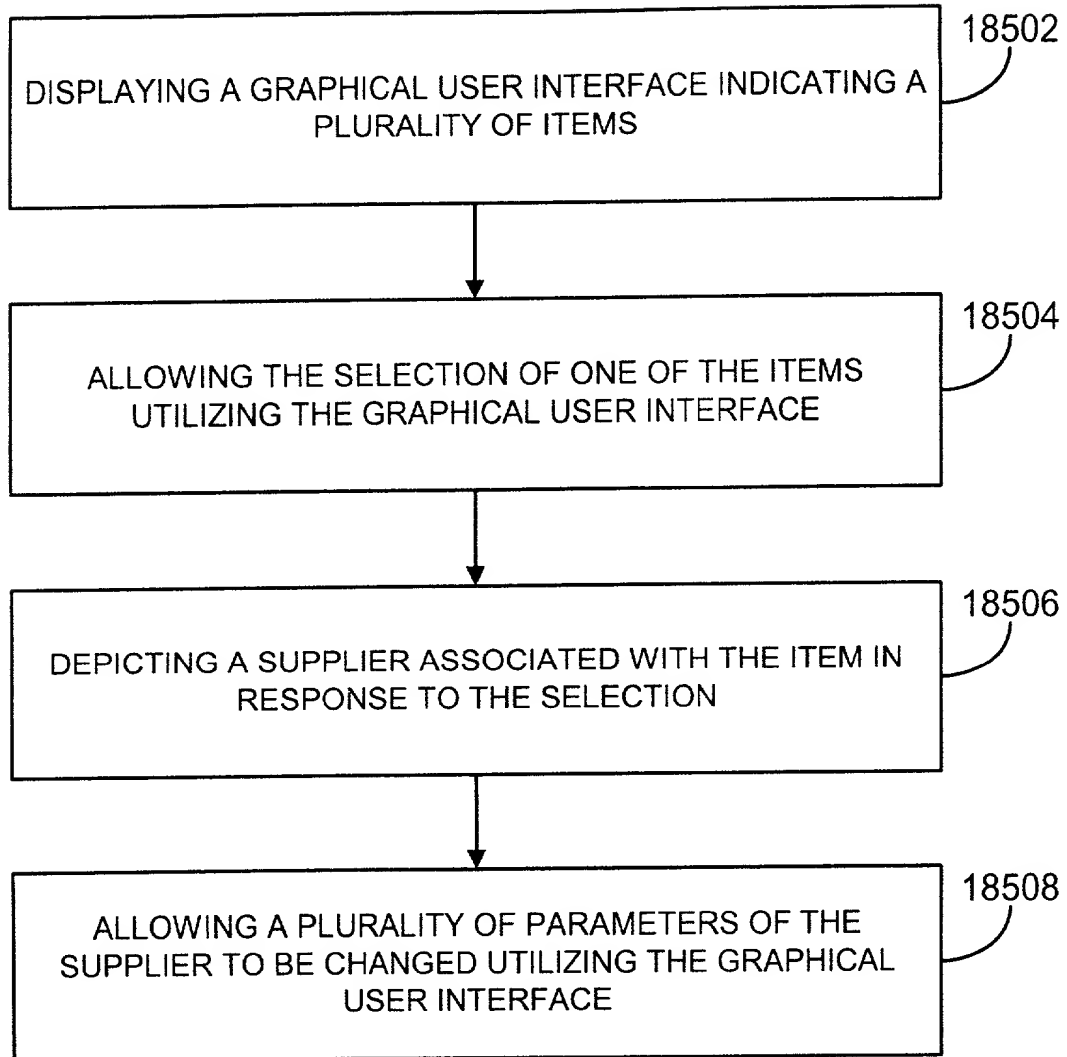 18502
DISPLAYING A GRAPHICAL USER INTERFACE INDICATING A
PLURALITY OF ITEMS
18504
ALLOWING THE SELECTION OF ONE OF THE ITEMS
UTILIZING THE GRAPHICAL USER INTERFACE
18506
DEPICTING A SUPPLIER ASSOCIATED WITH THE ITEM IN
RESPONSE TO THE SELECTION
18508
ALLOWING A PLURALITY OF PARAMETERS OF THE
SUPPLIER TO BE CHANGED UTILIZING THE GRAPHICAL
USER INTERFACE